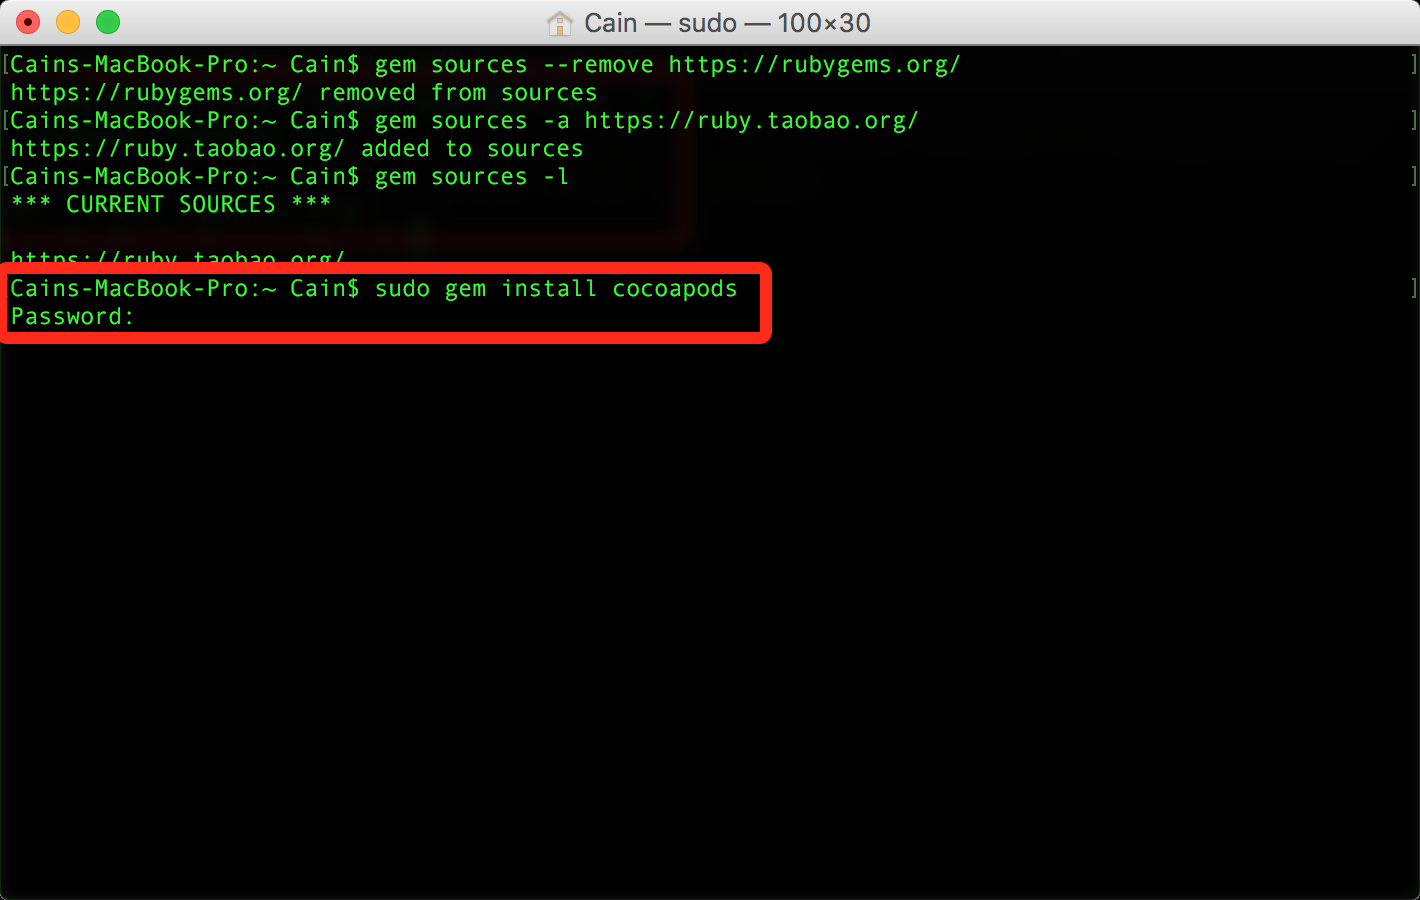 Cain — sudo — 100×30
[Cains-MacBook-Pro:~ Cain$ gem sources --remove https://rubygems.org/ ]
https://rubygems.org/ removed from sources
[Cains-MacBook-Pro:~ Cain$ gem sources -a https://ruby.taobao.org/ ]
https://ruby.taobao.org/ added to sources
[Cains-MacBook-Pro:~ Cain$ gem sources -l ]
*** CURRENT SOURCES ***
https://ruby.taobao.org/
Cains-MacBook-Pro:~ Cain$ sudo gem install cocoapods ]
Password: